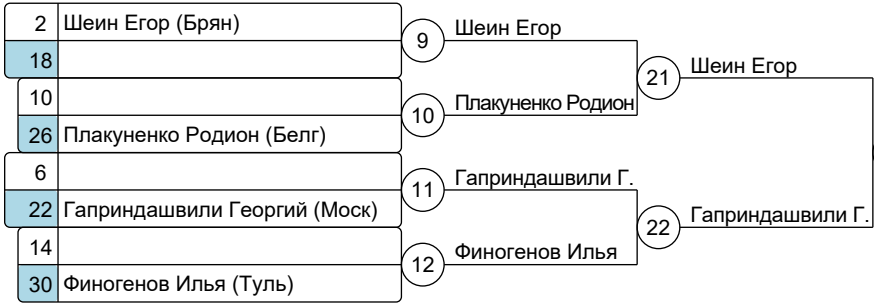 2 Шеин Егор (Брян)
18
9 Шеин Егор
10
26 Плакуненко Родион (Белг)
10 Плакуненко Родион
21 Шеин Егор
6
22 Гаприндашвили Георгий (Моск)
11 Гаприндашвили Г.
14
30 Финогенов Илья (Туль)
12 Финогенов Илья
22 Гаприндашвили Г.